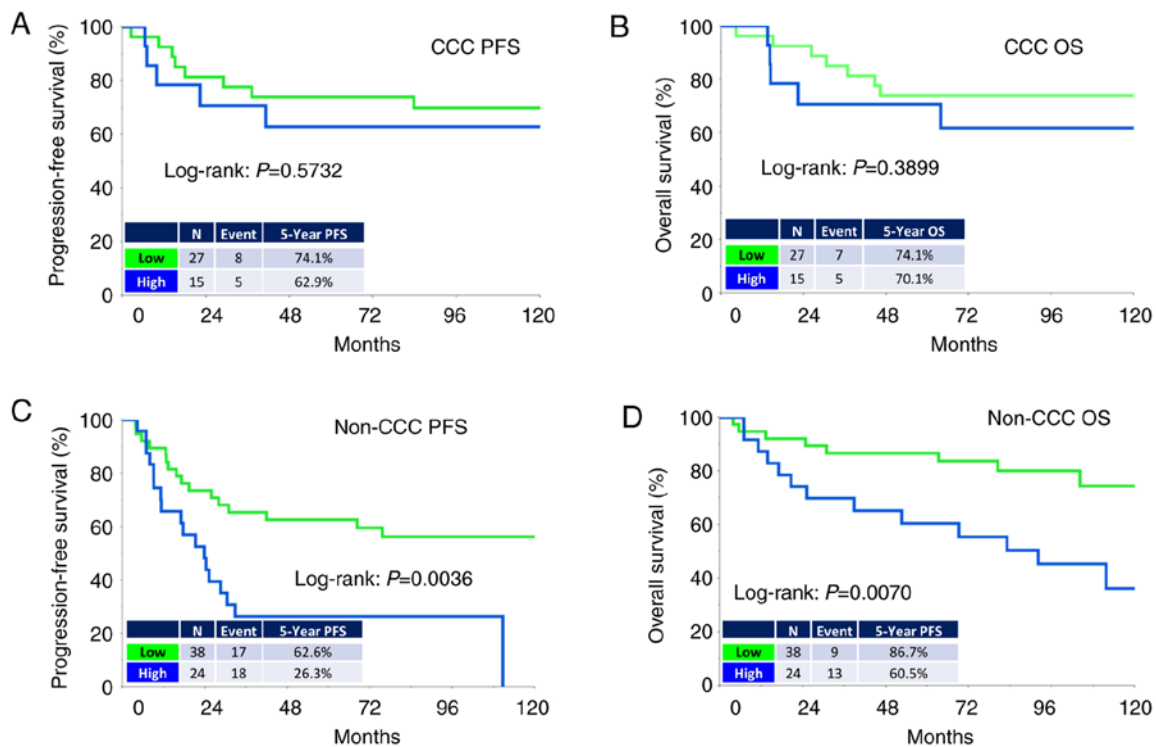 A
CCC PFS
Progression-free survival (%)
100
80
60
40
20
0
Log-rank: P=0.5732
N Event 5-Year PFS
Low 27 8 74.1%
High 15 5 62.9%
0 24 48 72 96 120
Months
B
CCC OS
Overall survival (%)
100
80
60
40
20
0
Log-rank: P=0.3899
N Event 5-Year OS
Low 27 7 74.1%
High 15 5 70.1%
0 24 48 72 96 120
Months
C
Non-CCC PFS
Progression-free survival (%)
100
80
60
40
20
0
Log-rank: P=0.0036
N Event 5-Year PFS
Low 38 17 62.6%
High 24 18 26.3%
0 24 48 72 96 120
Months
D
Non-CCC OS
Overall survival (%)
100
80
60
40
20
0
Log-rank: P=0.0070
N Event 5-Year PFS
Low 38 9 86.7%
High 24 13 60.5%
0 24 48 72 96 120
Months